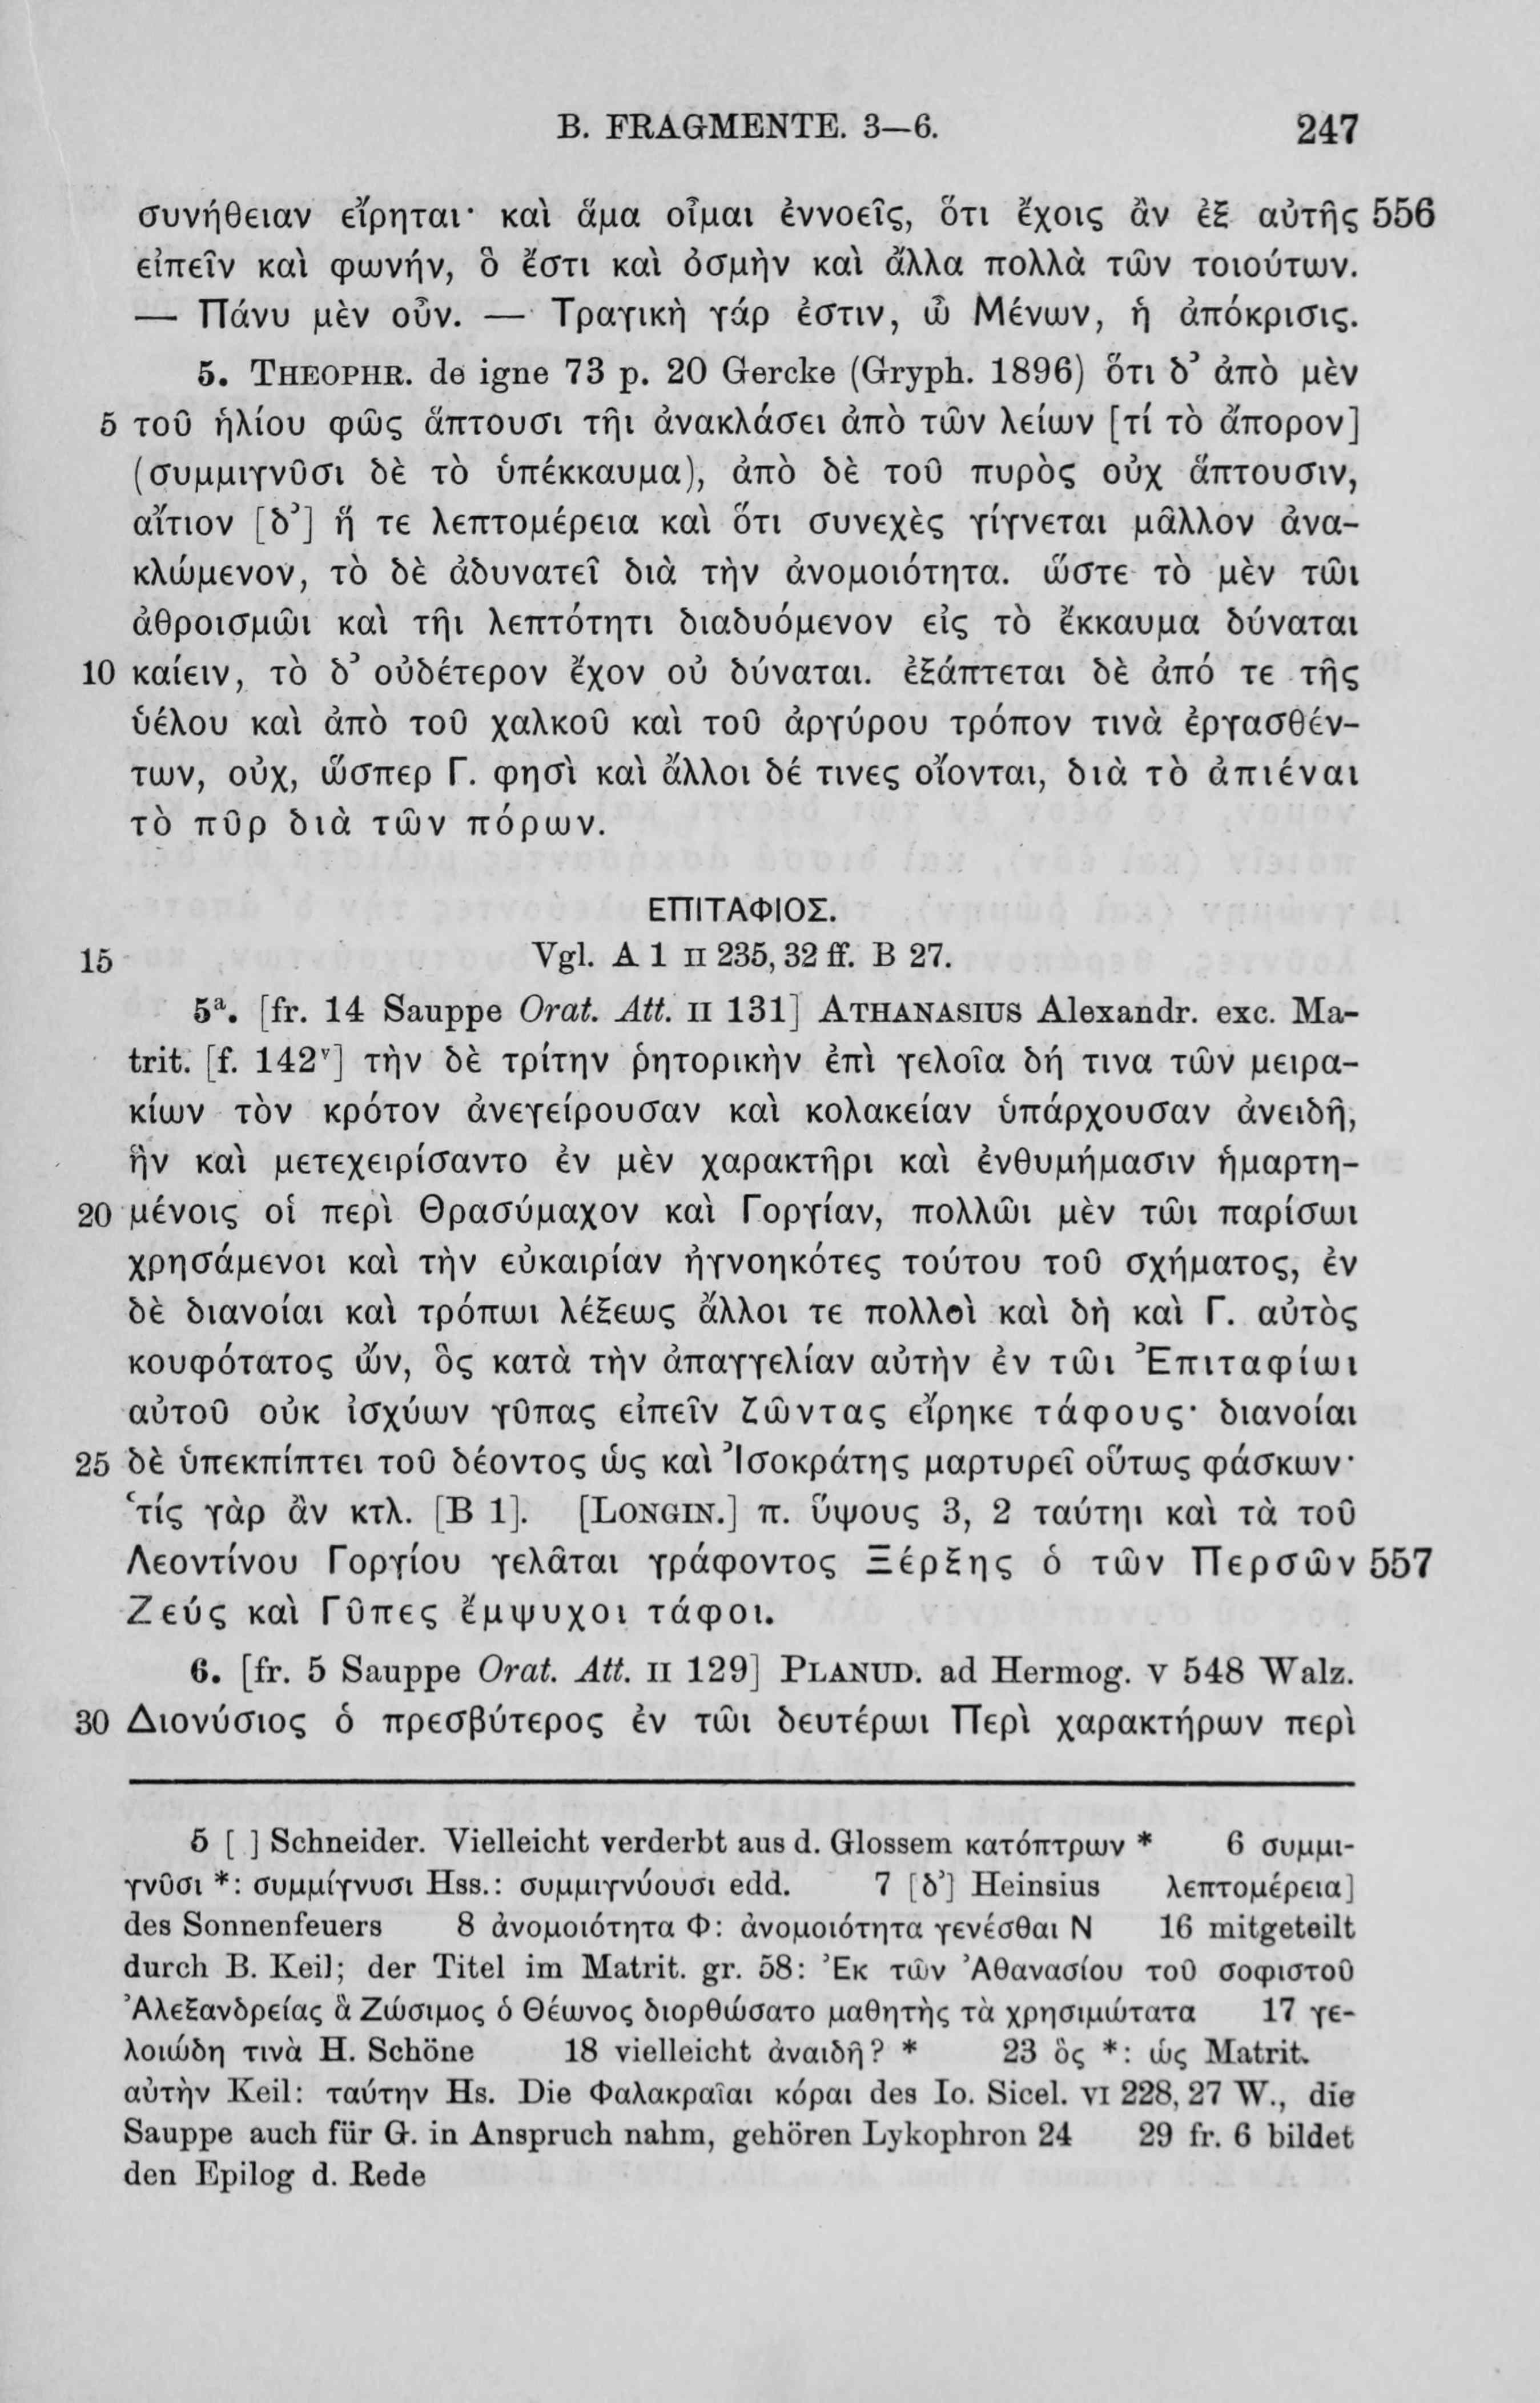 B. FRAGMENTE. 3—6. 247
συνήθειαν εἴρηται· καὶ ἅμα οἶμαι ἐννοεῖς, ὅτι ἔχοις ἂν ἐξ αὐτῆς 556
εἰπεῖν καὶ φωνήν, ὃ ἔστι καὶ ὀσμὴν καὶ ἄλλα πολλὰ τῶν τοιούτων.
— Πάνυ μὲν οὖν. — Τραγικὴ γάρ ἐστιν, ὦ Μένων, ἡ ἀπόκρισις.
5. THEOPHR. de igne 73 p. 20 Gercke (Gryph. 1896) ὅτι δ’ ἀπὸ μὲν
5 τοῦ ἡλίου φῶς ἅπτουσι τῆι ἀνακλάσει ἀπὸ τῶν λείων [τί τὸ ἄπορον]
(συμμιγνῦσι δὲ τὸ ὑπέκκαυμα), ἀπὸ δὲ τοῦ πυρὸς οὐχ ἅπτουσιν,
αἴτιον [δ’] ἥ τε λεπτομέρεια καὶ ὅτι συνεχὲς γίγνεται μᾶλλον ἀνα-
κλώμενον, τὸ δὲ ἀδυνατεῖ διὰ τὴν ἀνομοιότητα. ὥστε τὸ μὲν τῶι
ἀθροισμῶι καὶ τῆι λεπτότητι διαδυόμενον εἰς τὸ ἔκκαυμα δύναται
10 καίειν, τὸ δ’ οὐδέτερον ἔχον οὐ δύναται. ἐξάπτεται δὲ ἀπό τε τῆς
ὑέλου καὶ ἀπὸ τοῦ χαλκοῦ καὶ τοῦ ἀργύρου τρόπον τινὰ ἐργασθέν-
των, οὐχ, ὥσπερ Γ. φησὶ καὶ ἄλλοι δέ τινες οἴονται, διὰ τὸ ἀπιέναι
τὸ πῦρ διὰ τῶν πόρων.
ΕΠΙΤΑΦΙΟΣ.
15 Vgl. A 1 II 235, 32 ff. B 27.
5ª. [fr. 14 Sauppe Orat. Att. II 131] ATHANASIUS Alexandr. exc. Ma-
trit. [f. 142ᵛ] τὴν δὲ τρίτην ῥητορικὴν ἐπὶ γελοῖα δή τινα τῶν μειρα-
κίων τὸν κρότον ἀνεγείρουσαν καὶ κολακείαν ὑπάρχουσαν ἀνειδῆ,
ἣν καὶ μετεχειρίσαντο ἐν μὲν χαρακτῆρι καὶ ἐνθυμήμασιν ἡμαρτη-
20 μένοις οἱ περὶ Θρασύμαχον καὶ Γοργίαν, πολλῶι μὲν τῶι παρίσωι
χρησάμενοι καὶ τὴν εὐκαιρίαν ἠγνοηκότες τούτου τοῦ σχήματος, ἐν
δὲ διανοίαι καὶ τρόπωι λέξεως ἄλλοι τε πολλοὶ καὶ δὴ καὶ Γ. αὐτὸς
κουφότατος ὤν, ὃς κατὰ τὴν ἀπαγγελίαν αὐτὴν ἐν τῶι Ἐπιταφίωι
αὐτοῦ οὐκ ἰσχύων γῦπας εἰπεῖν ζῶντας εἴρηκε τάφους· διανοίαι
25 δὲ ὑπεκπίπτει τοῦ δέοντος ὡς καὶ Ἰσοκράτης μαρτυρεῖ οὕτως φάσκων·
‘τίς γὰρ ἂν κτλ. [B 1]. [LONGIN.] π. ὕψους 3, 2 ταύτηι καὶ τὰ τοῦ
Λεοντίνου Γοργίου γελᾶται γράφοντος Ξέρξης ὁ τῶν Περσῶν 557
Ζεύς καὶ Γῦπες ἔμψυχοι τάφοι.
6. [fr. 5 Sauppe Orat. Att. II 129] PLANUD. ad Hermog. V 548 Walz.
30 Διονύσιος ὁ πρεσβύτερος ἐν τῶι δευτέρωι Περὶ χαρακτήρων περὶ
5 [ ] Schneider. Vielleicht verderbt aus d. Glossem κατόπτρων * 6 συμμι-
γνῦσι *: συμμίγνυσι Hss.: συμμιγνύουσι edd. 7 [δ’] Heinsius λεπτομέρεια]
des Sonnenfeuers 8 ἀνομοιότητα Φ: ἀνομοιότητα γενέσθαι N 16 mitgeteilt
durch B. Keil; der Titel im Matrit. gr. 58: Ἐκ τῶν Ἀθανασίου τοῦ σοφιστοῦ
Ἀλεξανδρείας ἃ Ζώσιμος ὁ Θέωνος διορθώσατο μαθητὴς τὰ χρησιμώτατα 17 γε-
λοιώδη τινὰ H. Schöne 18 vielleicht ἀναιδῆ? * 23 ὃς *: ὡς Matrit.
αὐτὴν Keil: ταύτην Hs. Die Φαλακραῖαι κόραι des Io. Sicel. VI 228, 27 W., die
Sauppe auch für G. in Anspruch nahm, gehören Lykophron 24 29 fr. 6 bildet
den Epilog d. Rede